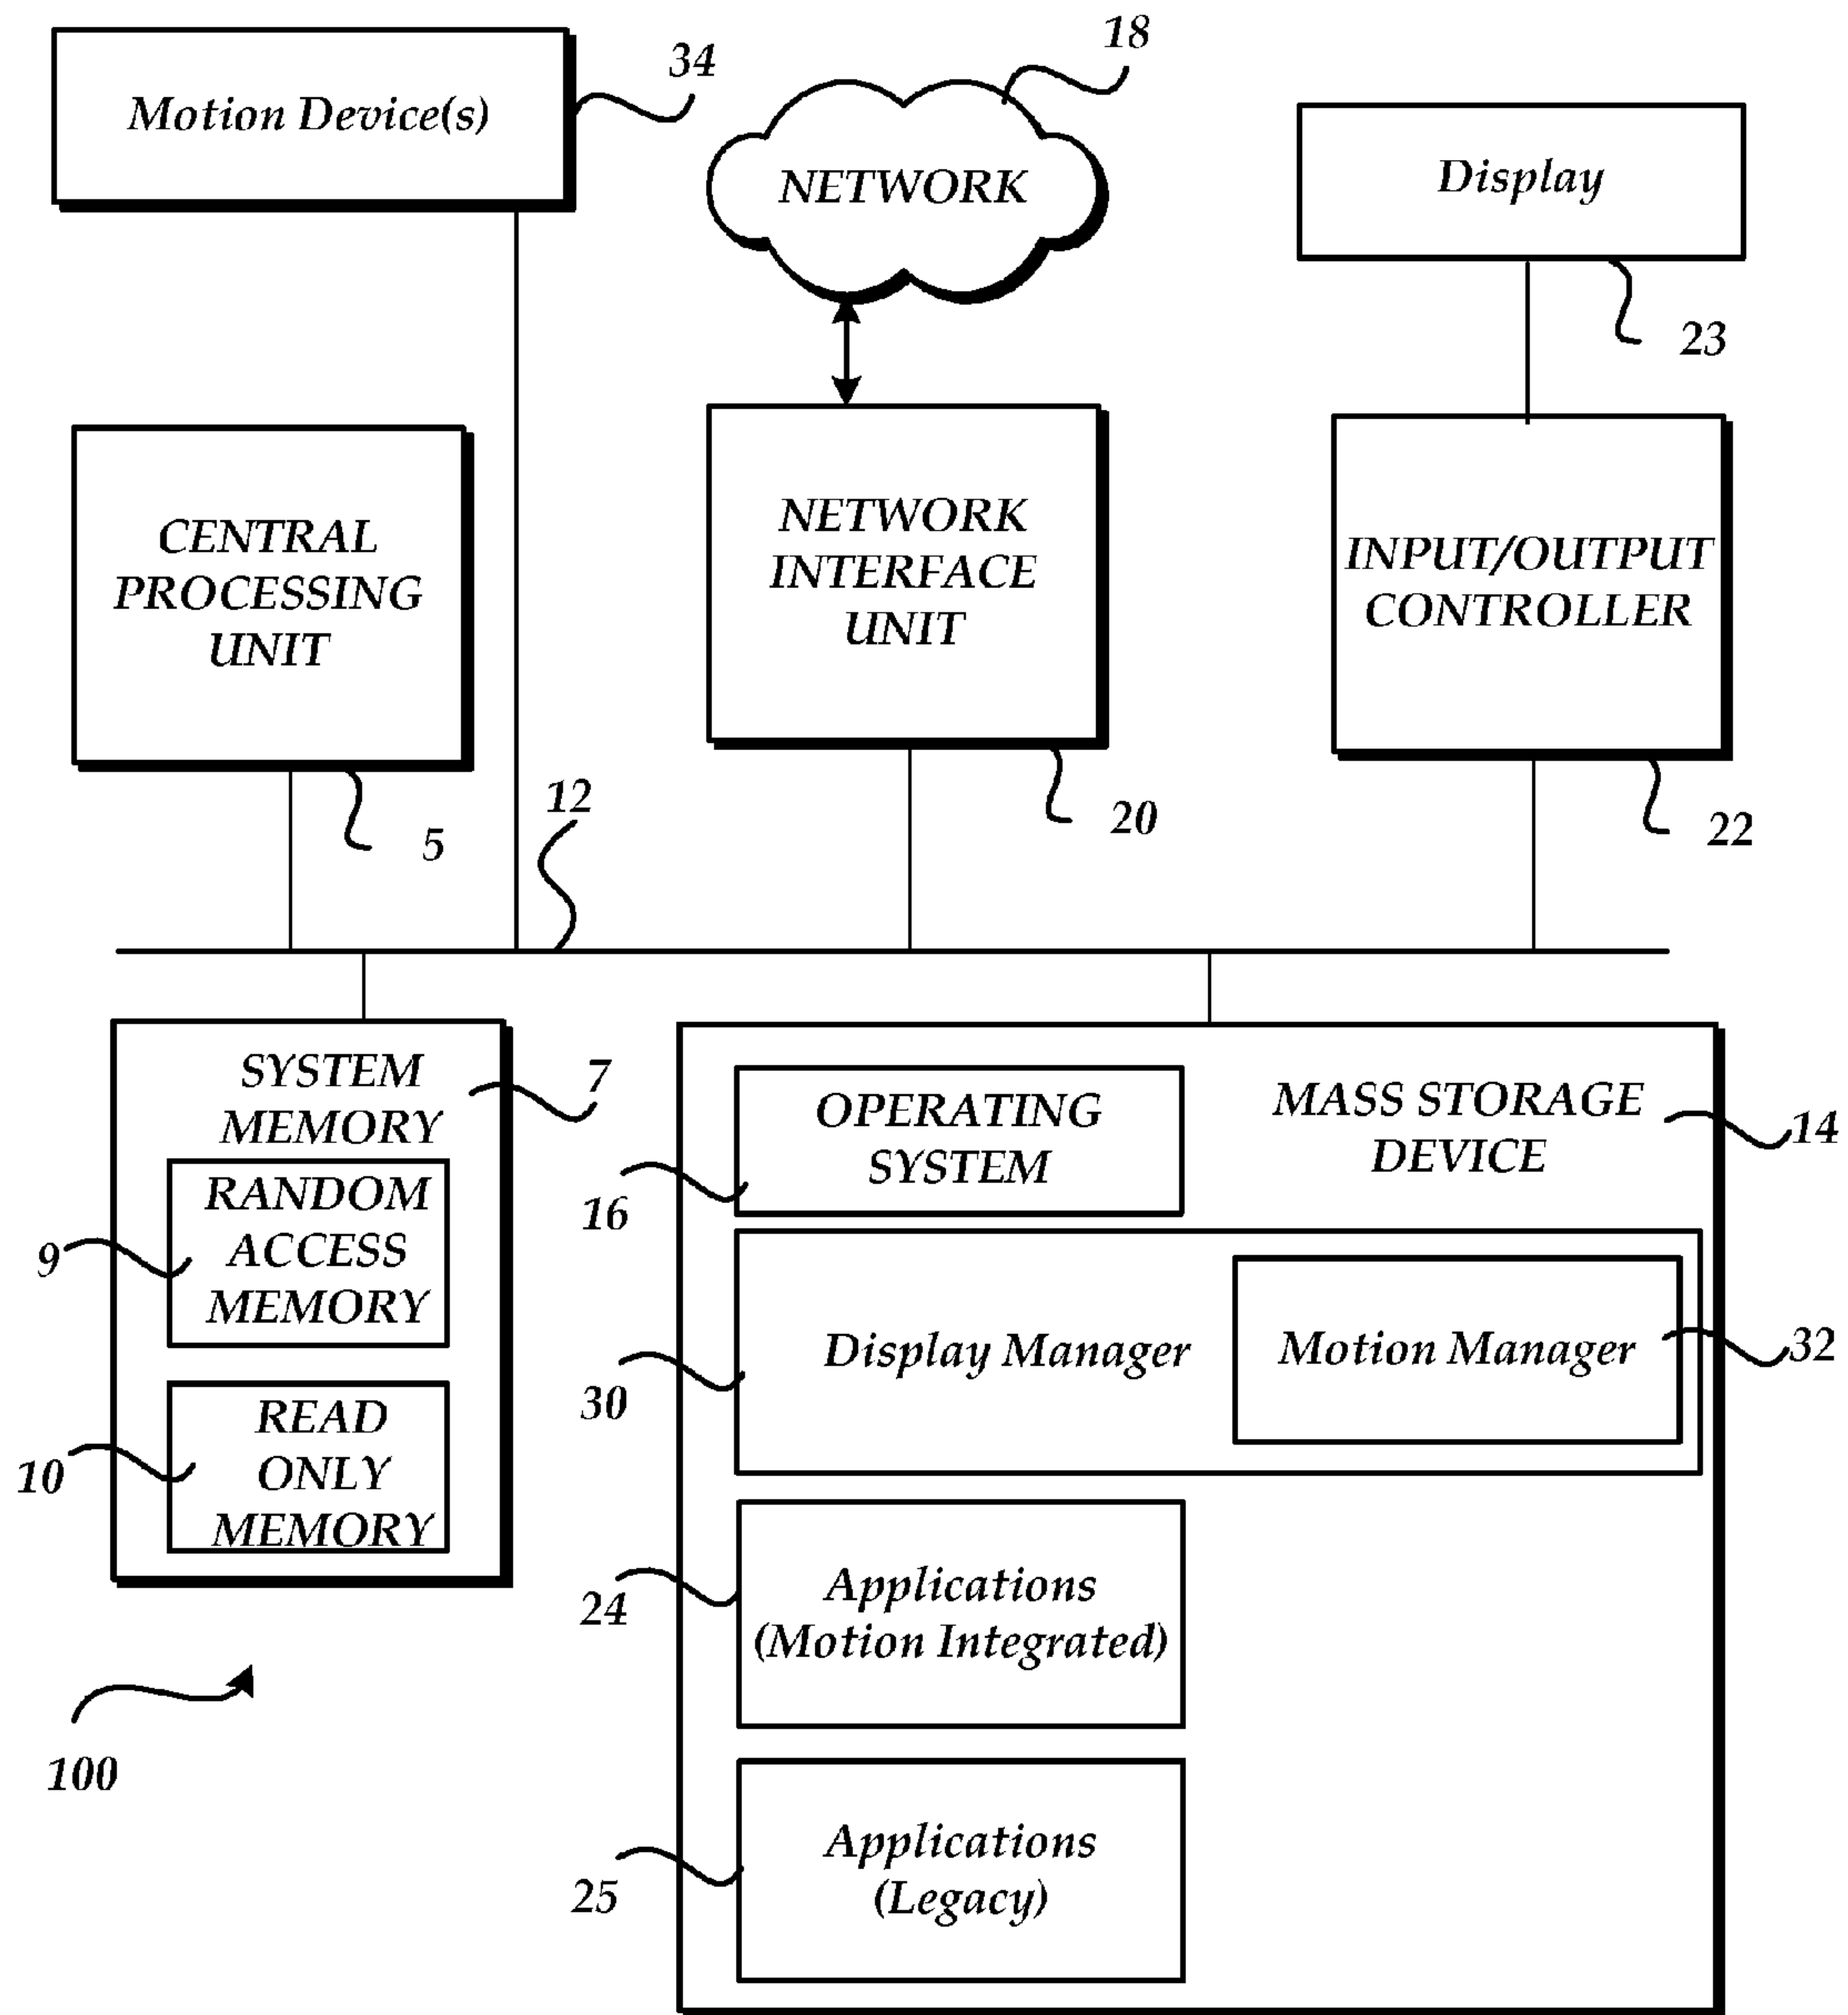 18
34
Motion Device(s)
NETWORK
Display
23
CENTRAL
PROCESSING
UNIT
NETWORK
INTERFACE
UNIT
INPUT/OUTPUT
CONTROLLER
12
5
20
22
SYSTEM
MEMORY
7
RANDOM
ACCESS
MEMORY
9
READ
ONLY
MEMORY
10
OPERATING
SYSTEM
16
MASS STORAGE
DEVICE
14
Display Manager
30
Motion Manager
32
Applications
(Motion Integrated)
24
100
Applications
(Legacy)
25